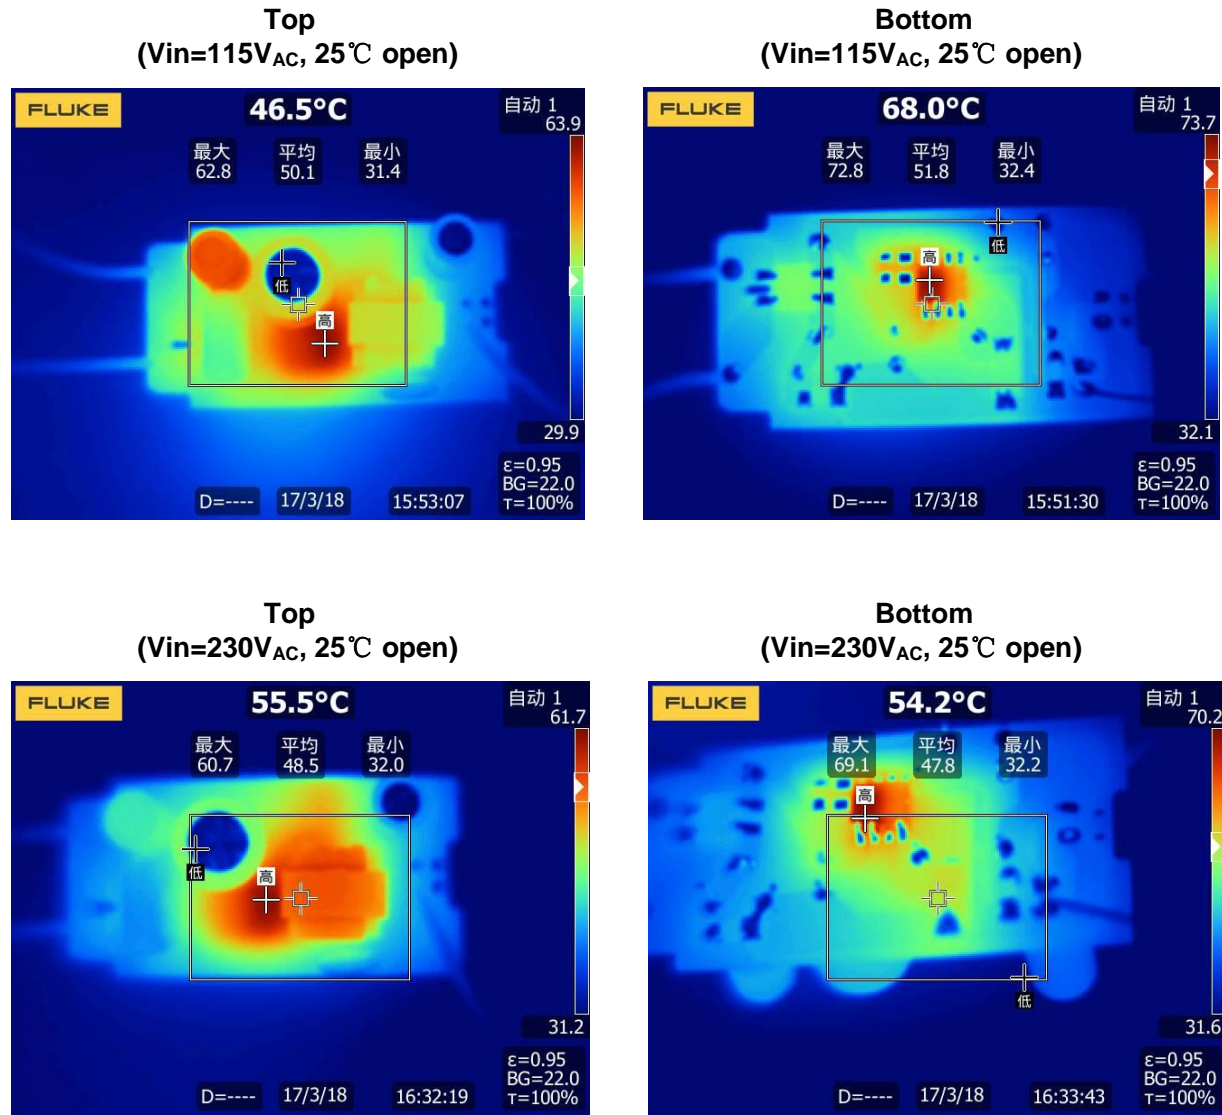 Top
(Vin=115VAC, 25℃ open)
FLUKE
46.5°C
自动 1
63.9
最大 平均 最小
62.8 50.1 31.4
低
高
29.9
ε=0.95
BG=22.0
τ=100%
D=---- 17/3/18 15:53:07
Bottom
(Vin=115VAC, 25℃ open)
FLUKE
68.0°C
自动 1
73.7
最大 平均 最小
72.8 51.8 32.4
低
高
32.1
ε=0.95
BG=22.0
τ=100%
D=---- 17/3/18 15:51:30
Top
(Vin=230VAC, 25℃ open)
FLUKE
55.5°C
自动 1
61.7
最大 平均 最小
60.7 48.5 32.0
低
高
31.2
ε=0.95
BG=22.0
τ=100%
D=---- 17/3/18 16:32:19
Bottom
(Vin=230VAC, 25℃ open)
FLUKE
54.2°C
自动 1
70.2
最大 平均 最小
69.1 47.8 32.2
高
低
31.6
ε=0.95
BG=22.0
τ=100%
D=---- 17/3/18 16:33:43